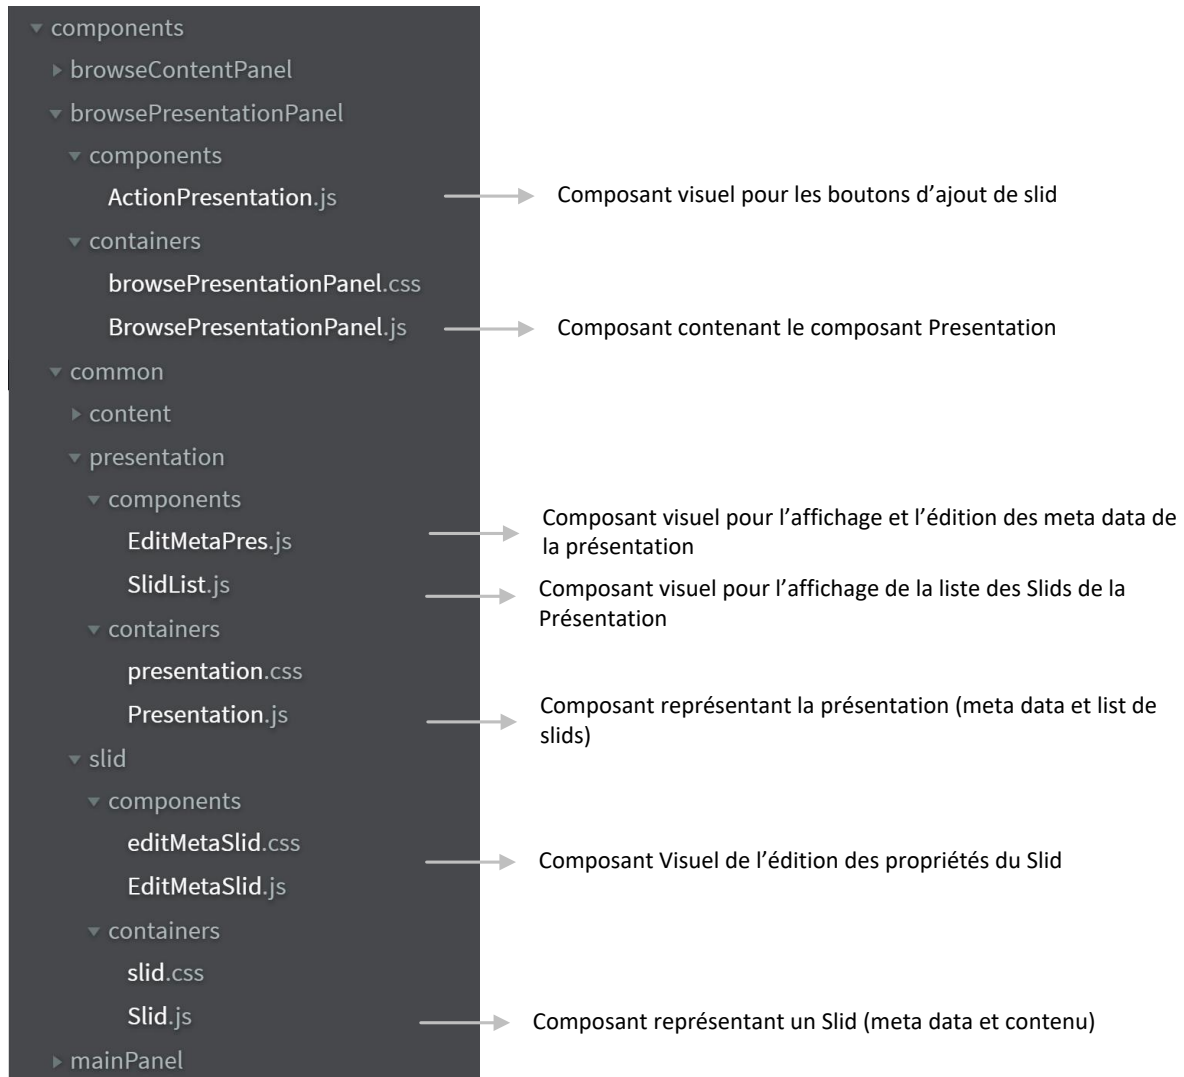 components
browseContentPanel
browsePresentationPanel
components
ActionPresentation.js
Composant visuel pour les boutons d’ajout de slid
containers
browsePresentationPanel.css
BrowsePresentationPanel.js
Composant contenant le composant Presentation
common
content
presentation
components
EditMetaPres.js
Composant visuel pour l’affichage et l’édition des meta data de
la présentation
SlidList.js
Composant visuel pour l’affichage de la liste des Slids de la
Présentation
containers
presentation.css
Presentation.js
Composant représentant la présentation (meta data et list de
slids)
slid
components
editMetaSlid.css
EditMetaSlid.js
Composant Visuel de l’édition des propriétés du Slid
containers
slid.css
Slid.js
Composant représentant un Slid (meta data et contenu)
mainPanel